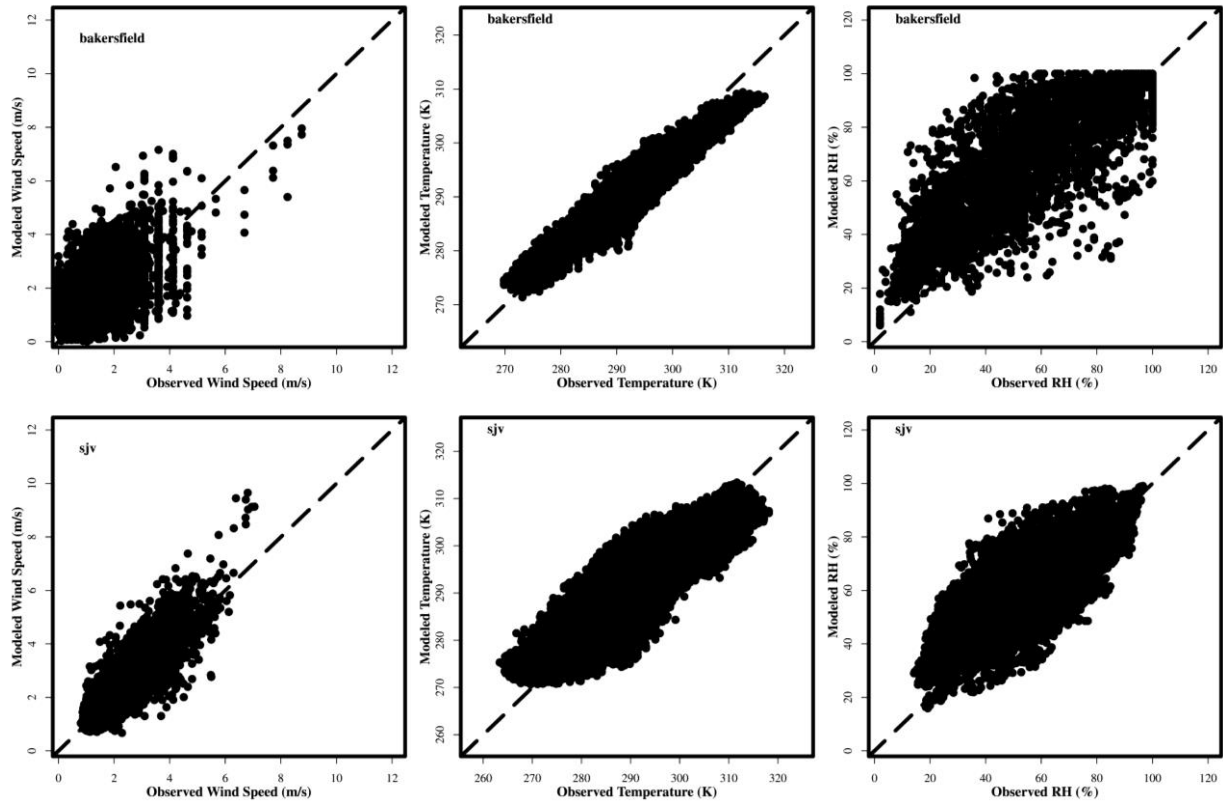 bakersfield
Modeled Wind Speed (m/s)
0 2 4 6 8 10 12
0 2 4 6 8 10 12
Observed Wind Speed (m/s)
bakersfield
Modeled Temperature (K)
270 280 290 300 310 320
270 280 290 300 310 320
Observed Temperature (K)
bakersfield
Modeled RH (%)
0 20 40 60 80 100 120
0 20 40 60 80 100 120
Observed RH (%)
sjv
Modeled Wind Speed (m/s)
0 2 4 6 8 10 12
0 2 4 6 8 10 12
Observed Wind Speed (m/s)
sjv
Modeled Temperature (K)
260 270 280 290 300 310 320
260 270 280 290 300 310 320
Observed Temperature (K)
sjv
Modeled RH (%)
0 20 40 60 80 100 120
0 20 40 60 80 100 120
Observed RH (%)